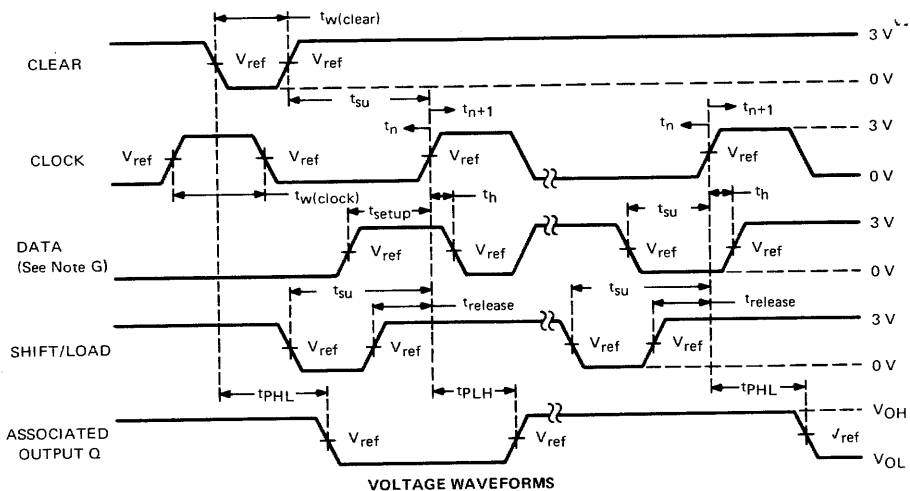 tw(clear)
CLEAR
Vref
Vref
3 V
0 V
tsu
tn
tn+1
tn
tn+1
CLOCK
Vref
Vref
Vref
Vref
3 V
0 V
tw(clock)
tsetup
th
tsu
th
DATA
(See Note G)
Vref
Vref
Vref
Vref
3 V
0 V
tsu
trelease
tsu
trelease
SHIFT/LOAD
Vref
Vref
Vref
Vref
3 V
0 V
tPHL
tPLH
tPHL
ASSOCIATED
OUTPUT Q
Vref
Vref
Vref
VOH
VOL
VOLTAGE WAVEFORMS